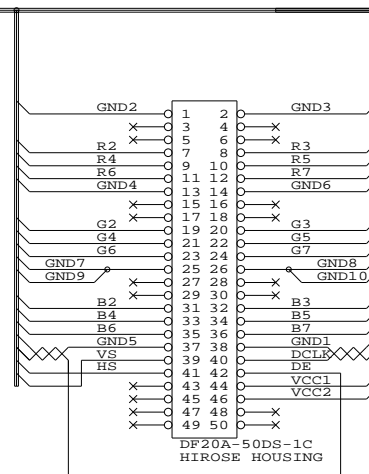 GND2 1 2 GND3
3 4
5 6
R2 7 8 R3
R4 9 10 R5
R6 11 12 R7
GND4 13 14 GND6
15 16
17 18
G2 19 20 G3
G4 21 22 G5
G6 23 24 G7
GND7 25 26 GND8
GND9 GND10
27 28
29 30
B2 31 32 B3
B4 33 34 B5
B6 35 36 B7
GND5 37 38 GND1
VS 39 40 DCLK
HS 41 42 DE
43 44 VCC1
45 46 VCC2
47 48
49 50
DF20A-50DS-1C
HIROSE HOUSING